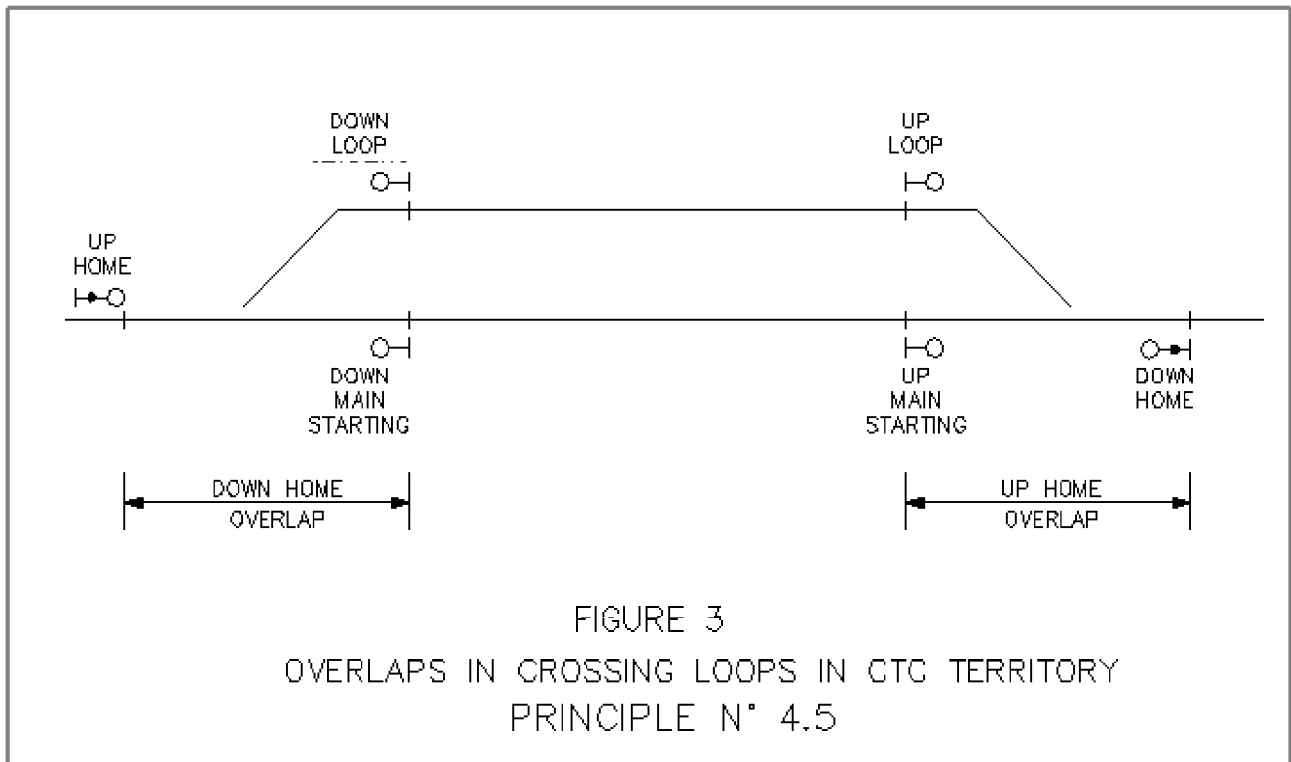 DOWN
LOOP
UP
LOOP
UP
HOME
DOWN
MAIN
STARTING
UP
MAIN
STARTING
DOWN
HOME
DOWN HOME
OVERLAP
UP HOME
OVERLAP
FIGURE 3
OVERLAPS IN CROSSING LOOPS IN CTC TERRITORY
PRINCIPLE N° 4.5